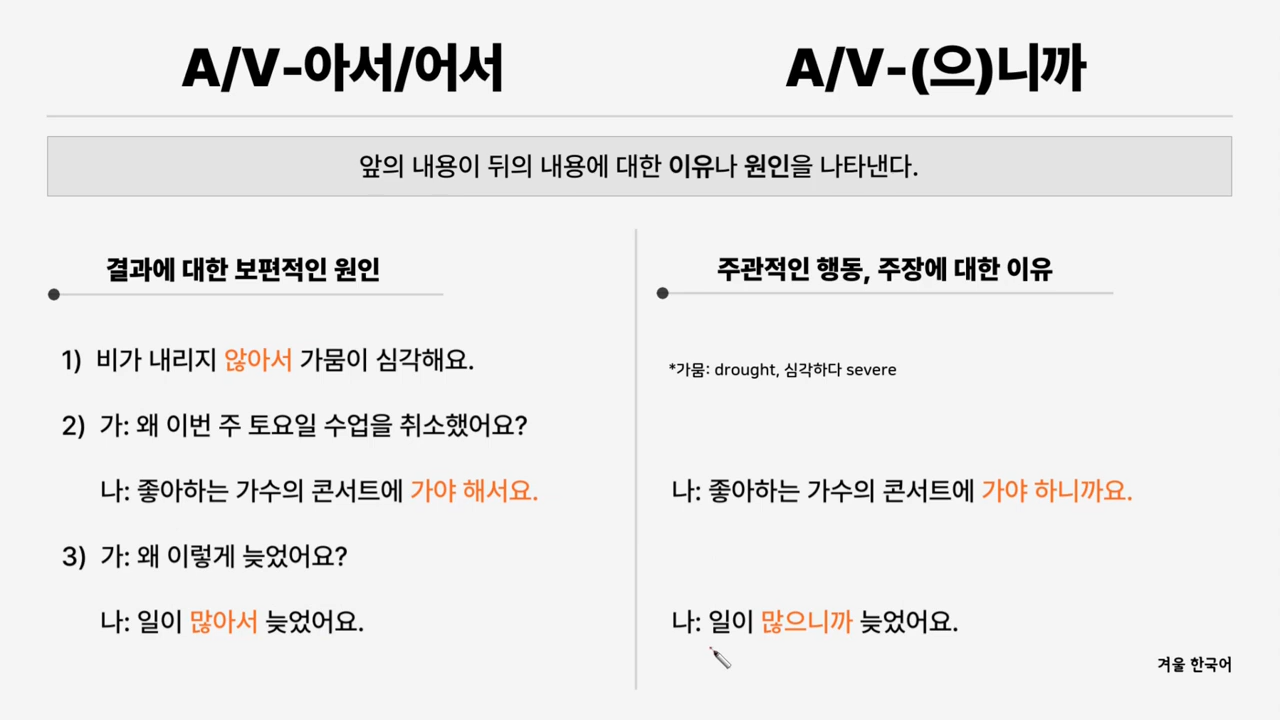 A/V-아서/어서
A/V-(으)니까
앞의 내용이 뒤의 내용에 대한 이유나 원인을 나타낸다.
결과에 대한 보편적인 원인
1) 비가 내리지 않아서 가뭄이 심각해요.
2) 가: 왜 이번 주 토요일 수업을 취소했어요?
나: 좋아하는 가수의 콘서트에 가야 해서요.
3) 가: 왜 이렇게 늦었어요?
나: 일이 많아서 늦었어요.
주관적인 행동, 주장에 대한 이유
*가뭄: drought, 심각하다 severe
나: 좋아하는 가수의 콘서트에 가야 하니까요.
나: 일이 많으니까 늦었어요.
겨울 한국어